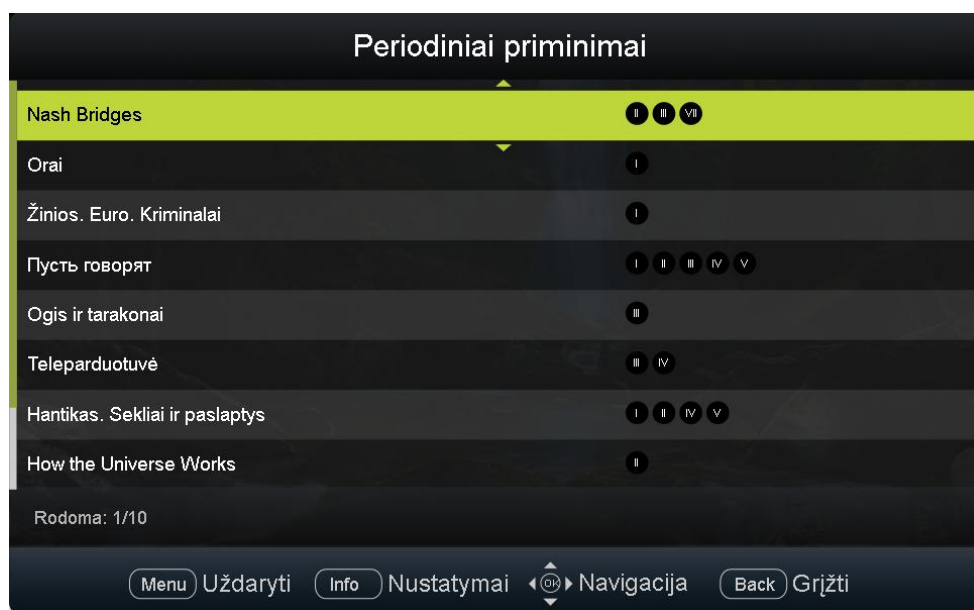 Periodiniai priminimai
Nash Bridges II III VII
Orai I
Žinios. Euro. Kriminalai I
Пусть говорят I II III IV V
Ogis ir tarakonai III
Teleparduotuvė III IV
Hantikas. Sekliai ir paslaptys I II IV V
How the Universe Works II
Rodoma: 1/10
Menu Uždaryti Info Nustatymai OK Navigacija Back Grįžti